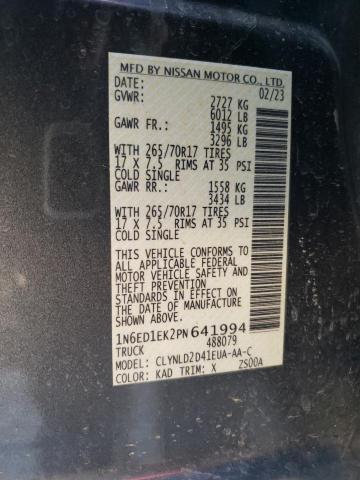 MFD BY NISSAN MOTOR CO., LTD.
DATE: 02/23
GVWR: 2727 KG
6012 LB
GAWR FR.: 1495 KG
3296 LB
WITH 265/70R17 TIRES
17 X 7.5 RIMS AT 35 PSI
COLD SINGLE
GAWR RR.: 1558 KG
3434 LB
WITH 265/70R17 TIRES
17 X 7.5 RIMS AT 35 PSI
COLD SINGLE
THIS VEHICLE CONFORMS TO
ALL APPLICABLE FEDERAL
MOTOR VEHICLE SAFETY AND
THEFT PREVENTION
STANDARDS IN EFFECT ON
THE DATE OF MANUFACTURE
SHOWN ABOVE
1N6ED1EK2PN641994
TRUCK 488079
MODEL: CLYNLD2D41EUA-AA-C
COLOR: KAD TRIM: X ZS00A